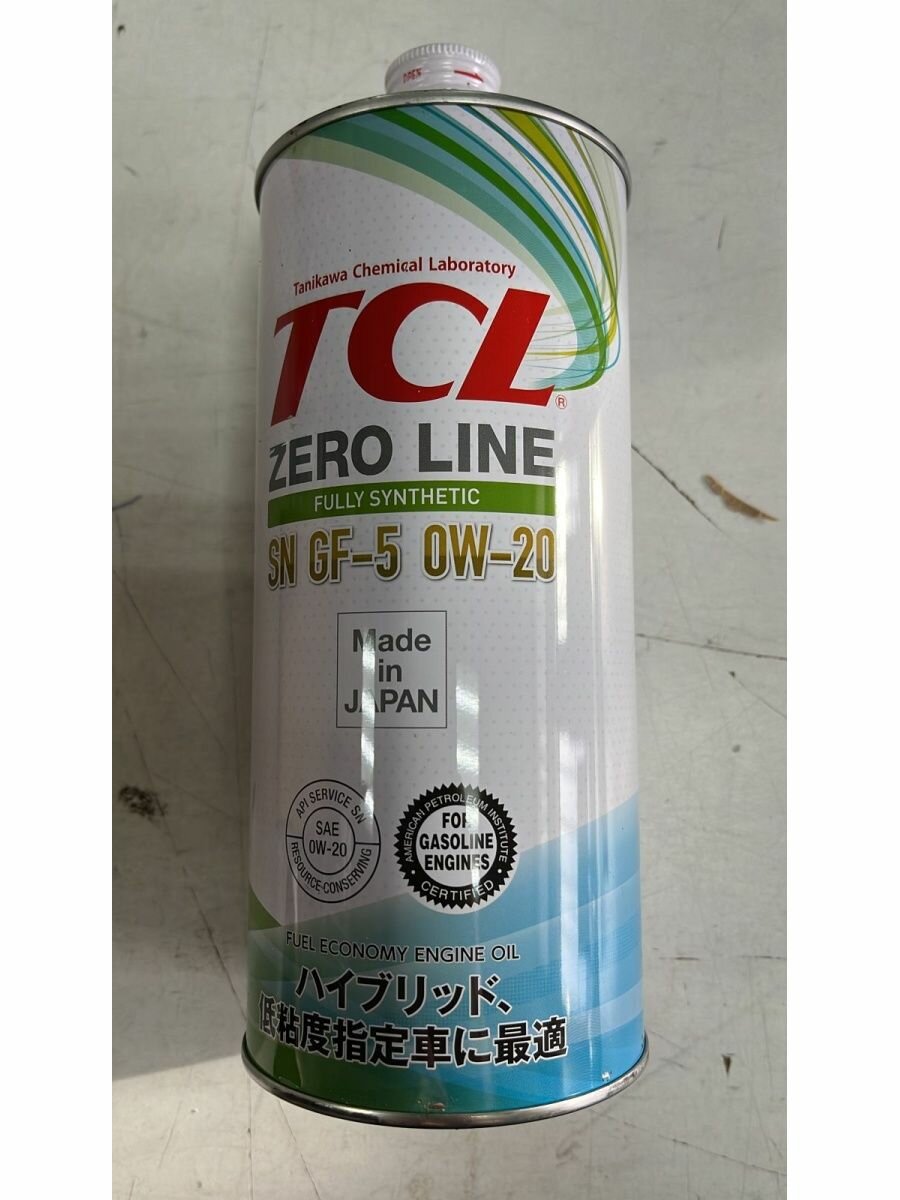 OPEN
Tanikawa Chemical Laboratory
TCL®
ZERO LINE
FULLY SYNTHETIC
SN GF-5 0W-20
Made
in
JAPAN
API SERVICE SN
SAE
0W-20
RESOURCE-CONSERVING
AMERICAN PETROLEUM INSTITUTE
FOR
GASOLINE
ENGINES
CERTIFIED
FUEL ECONOMY ENGINE OIL
ハイブリッド、
低粘度指定車に最適